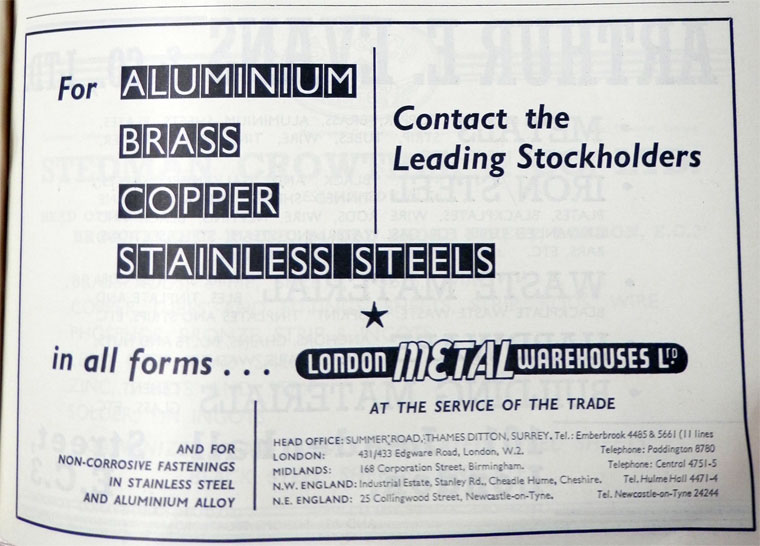 For ALUMINIUM
BRASS
COPPER
STAINLESS STEELS
Contact the
Leading Stockholders
in all forms . . . LONDON METAL WAREHOUSES LTD
AT THE SERVICE OF THE TRADE
AND FOR
NON-CORROSIVE FASTENINGS
IN STAINLESS STEEL
AND ALUMINIUM ALLOY
HEAD OFFICE: SUMMER ROAD, THAMES DITTON, SURREY. Tel.: Emberbrook 4485 & 5661 (11 lines
LONDON: 431/433 Edgware Road, London, W.2. Telephone: Paddington 8780
MIDLANDS: 168 Corporation Street, Birmingham. Telephone: Central 4751-5
N.W. ENGLAND: Industrial Estate, Stanley Rd., Cheadle Hume, Cheshire. Tel. Hulme Hall 4471-4
N.E. ENGLAND: 25 Collingwood Street, Newcastle-on-Tyne. Tel. Newcastle-on-Tyne 24244